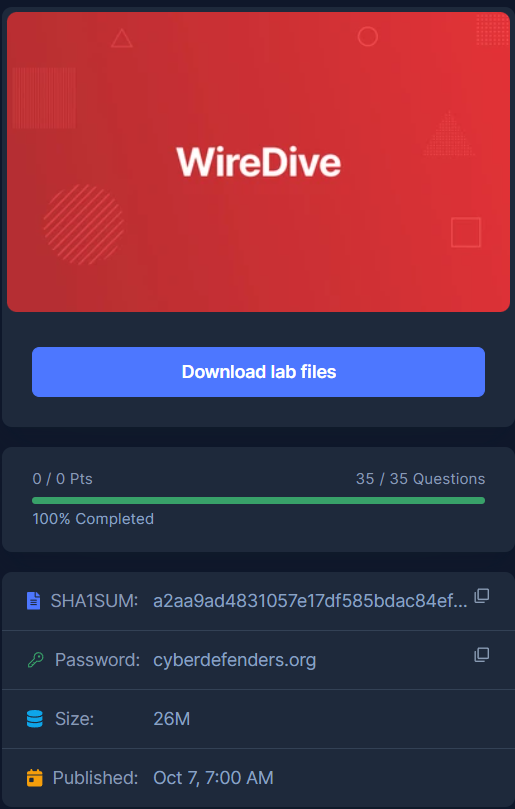 WireDive
Download lab files
0 / 0 Pts 35 / 35 Questions
100% Completed
SHA1SUM: a2aa9ad4831057e17df585bdac84ef...
Password: cyberdefenders.org
Size: 26M
Published: Oct 7, 7:00 AM